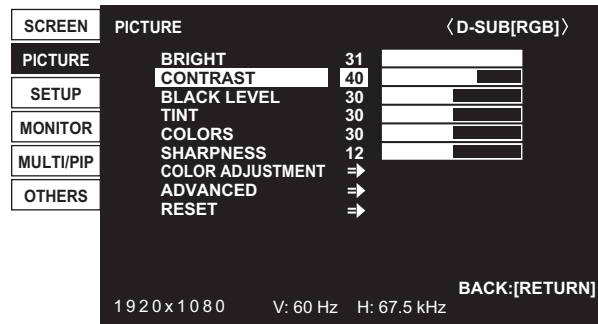 SCREEN
PICTURE
SETUP
MONITOR
MULTI/PIP
OTHERS
PICTURE 〈D-SUB[RGB]〉
BRIGHT 31
CONTRAST 40
BLACK LEVEL 30
TINT 30
COLORS 30
SHARPNESS 12
COLOR ADJUSTMENT
ADVANCED
RESET
BACK:[RETURN]
1920x1080 V: 60 Hz H: 67.5 kHz